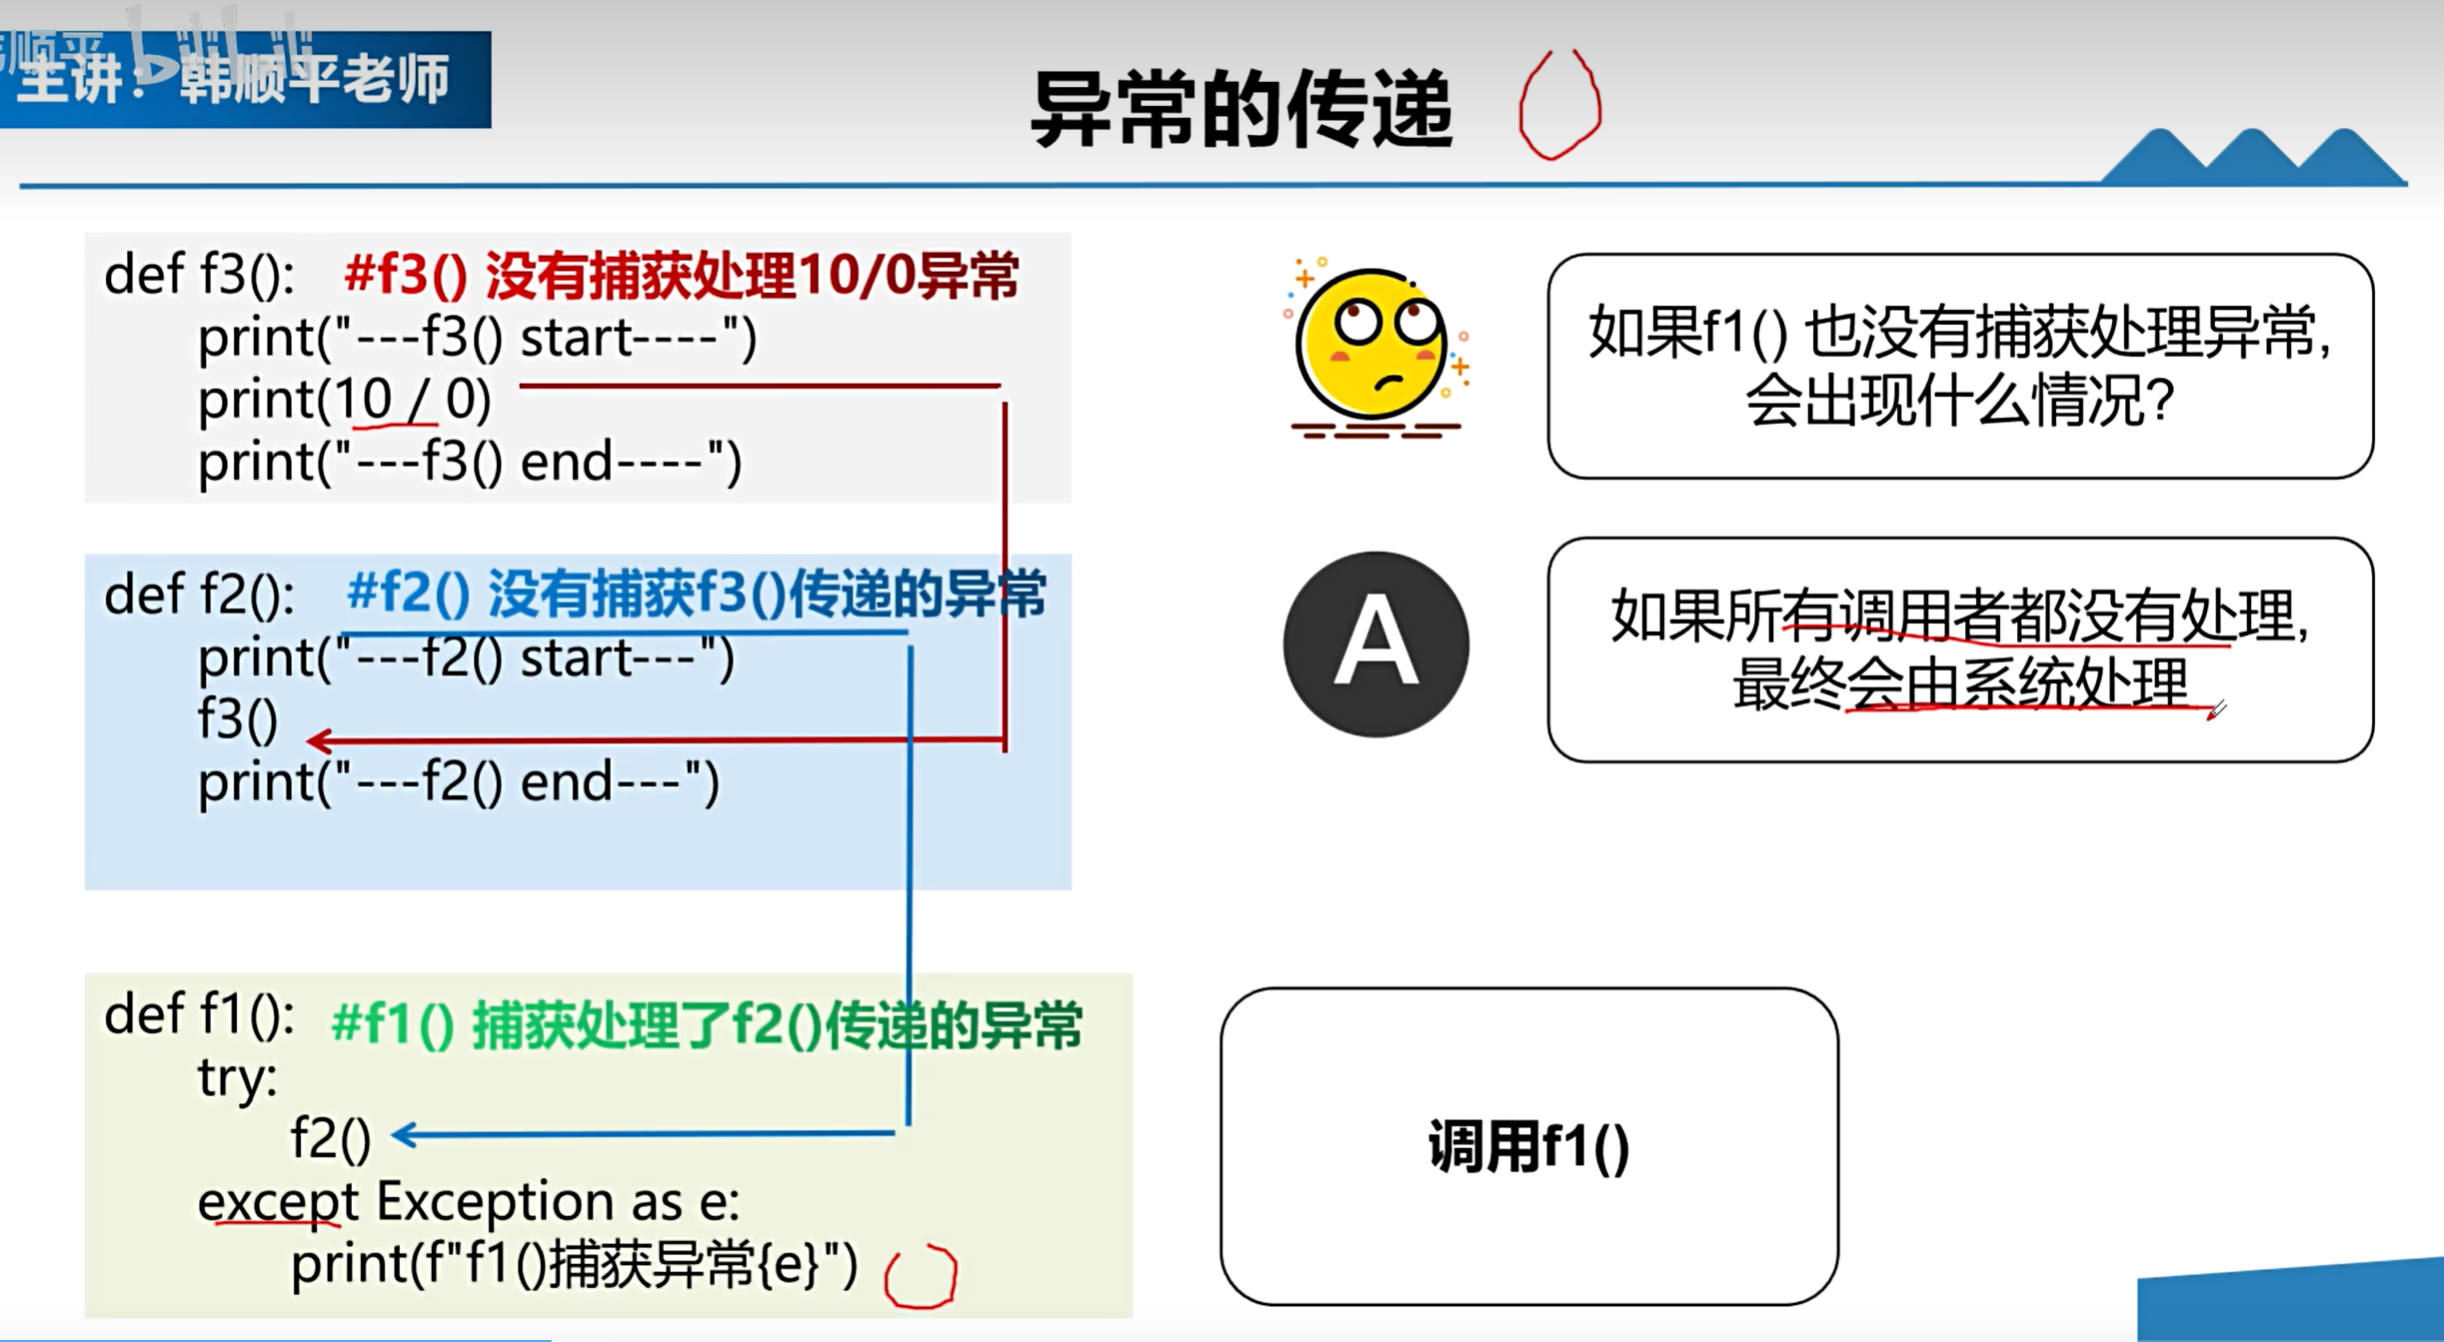 韩顺平 bilibili
主讲：韩顺平老师
异常的传递
def f3(): #f3() 没有捕获处理10/0异常
print("---f3() start----")
print(10 / 0)
print("---f3() end----")
def f2(): #f2() 没有捕获f3()传递的异常
print("---f2() start---")
f3()
print("---f2() end---")
def f1(): #f1() 捕获处理了f2()传递的异常
try:
f2()
except Exception as e:
print(f"f1()捕获异常{e}")
如果f1() 也没有捕获处理异常,
会出现什么情况?
A
如果所有调用者都没有处理,
最终会由系统处理
调用f1()